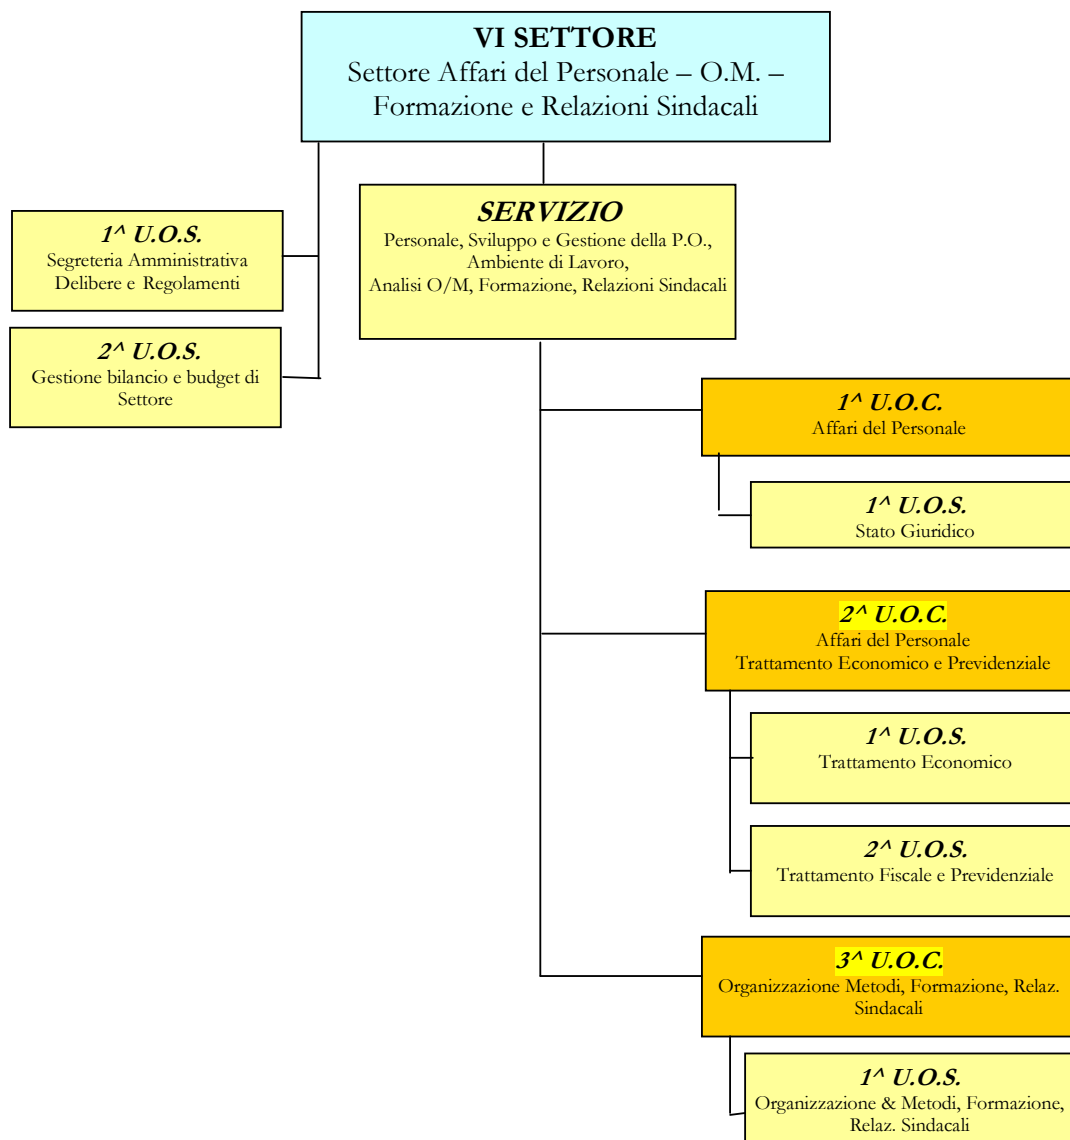 VI SETTORE
Settore Affari del Personale – O.M. –
Formazione e Relazioni Sindacali
1^ U.O.S.
Segreteria Amministrativa
Delibere e Regolamenti
2^ U.O.S.
Gestione bilancio e budget di
Settore
SERVIZIO
Personale, Sviluppo e Gestione della P.O.,
Ambiente di Lavoro,
Analisi O/M, Formazione, Relazioni Sindacali
1^ U.O.C.
Affari del Personale
1^ U.O.S.
Stato Giuridico
2^ U.O.C.
Affari del Personale
Trattamento Economico e Previdenziale
1^ U.O.S.
Trattamento Economico
2^ U.O.S.
Trattamento Fiscale e Previdenziale
3^ U.O.C.
Organizzazione Metodi, Formazione, Relaz.
Sindacali
1^ U.O.S.
Organizzazione & Metodi, Formazione,
Relaz. Sindacali